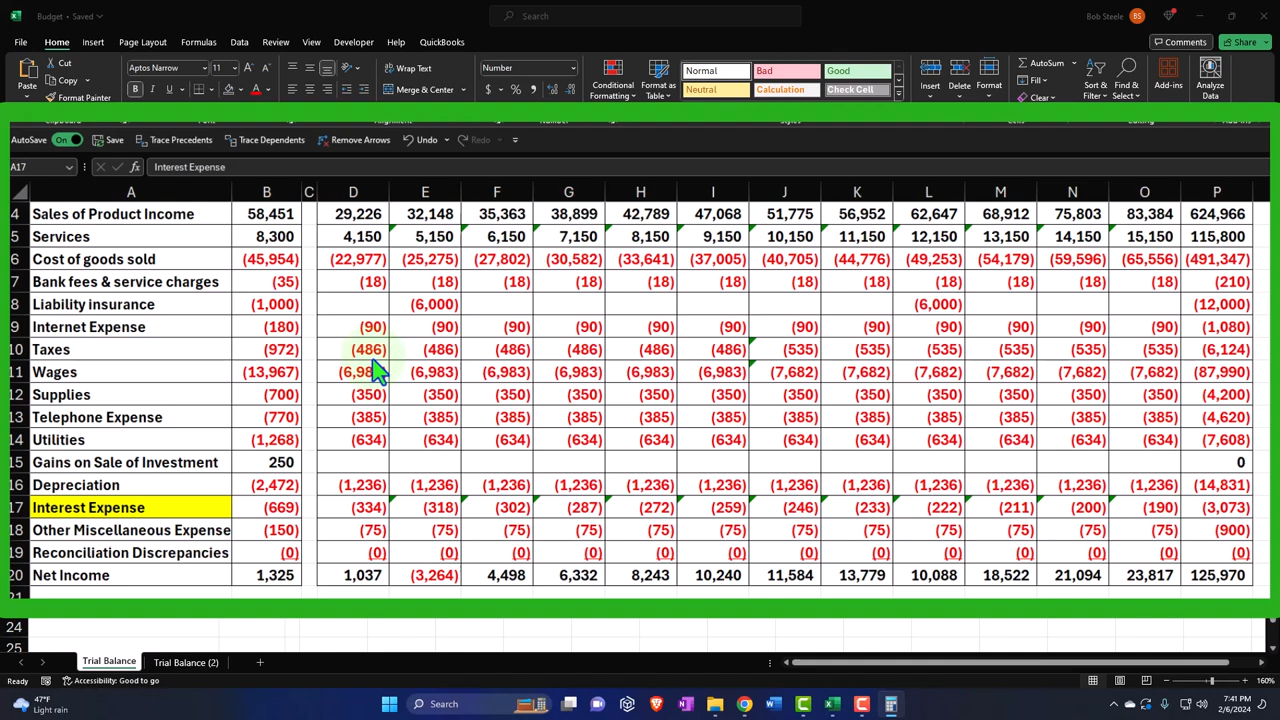 Budget • Saved
Search
Bob Steele BS
File Home Insert Page Layout Formulas Data Review View Developer Help QuickBooks Comments Share
Paste Cut Copy Format Painter
Aptos Narrow 11 B I U
Wrap Text Merge & Center
Number $ % 9
Conditional Formatting Format as Table
Normal Bad Good
Neutral Calculation Check Cell
Insert Delete Format
AutoSum Fill Clear
Sort & Filter Find & Select Add-ins Analyze Data
AutoSave On Save Trace Precedents Trace Dependents Remove Arrows Undo Redo
A17 fx Interest Expense
A B C D E F G H I J K L M N O P
4 Sales of Product Income 58,451 29,226 32,148 35,363 38,899 42,789 47,068 51,775 56,952 62,647 68,912 75,803 83,384 624,966
5 Services 8,300 4,150 5,150 6,150 7,150 8,150 9,150 10,150 11,150 12,150 13,150 14,150 15,150 115,800
6 Cost of goods sold (45,954) (22,977) (25,275) (27,802) (30,582) (33,641) (37,005) (40,705) (44,776) (49,253) (54,179) (59,596) (65,556) (491,347)
7 Bank fees & service charges (35) (18) (18) (18) (18) (18) (18) (18) (18) (18) (18) (18) (18) (210)
8 Liability insurance (1,000) (6,000) (6,000) (12,000)
9 Internet Expense (180) (90) (90) (90) (90) (90) (90) (90) (90) (90) (90) (90) (90) (1,080)
10 Taxes (972) (486) (486) (486) (486) (486) (486) (535) (535) (535) (535) (535) (535) (6,124)
11 Wages (13,967) (6,98 (6,983) (6,983) (6,983) (6,983) (6,983) (7,682) (7,682) (7,682) (7,682) (7,682) (7,682) (87,990)
12 Supplies (700) (350) (350) (350) (350) (350) (350) (350) (350) (350) (350) (350) (350) (4,200)
13 Telephone Expense (770) (385) (385) (385) (385) (385) (385) (385) (385) (385) (385) (385) (385) (4,620)
14 Utilities (1,268) (634) (634) (634) (634) (634) (634) (634) (634) (634) (634) (634) (634) (7,608)
15 Gains on Sale of Investment 250 0
16 Depreciation (2,472) (1,236) (1,236) (1,236) (1,236) (1,236) (1,236) (1,236) (1,236) (1,236) (1,236) (1,236) (1,236) (14,831)
17 Interest Expense (669) (334) (318) (302) (287) (272) (259) (246) (233) (222) (211) (200) (190) (3,073)
18 Other Miscellaneous Expense (150) (75) (75) (75) (75) (75) (75) (75) (75) (75) (75) (75) (75) (900)
19 Reconciliation Discrepancies (0) (0) (0) (0) (0) (0) (0) (0) (0) (0) (0) (0) (0) (0)
20 Net Income 1,325 1,037 (3,264) 4,498 6,332 8,243 10,240 11,584 13,779 10,088 18,522 21,094 23,817 125,970
24
25
Trial Balance Trial Balance (2)
Ready Accessibility: Good to go 160%
47°F
Light rain
Search
7:41 PM
2/6/2024